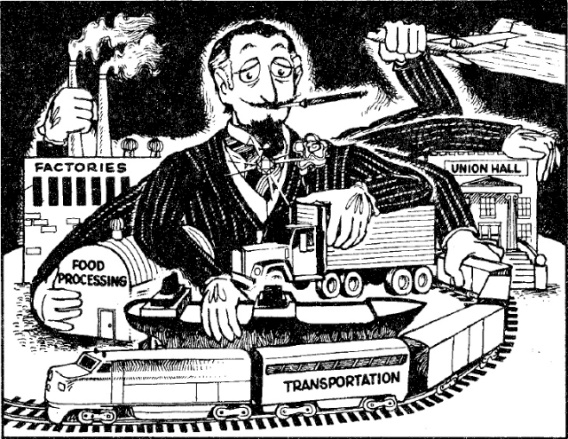 FACTORIES
UNION HALL
FOOD
PROCESSING
TRANSPORTATION